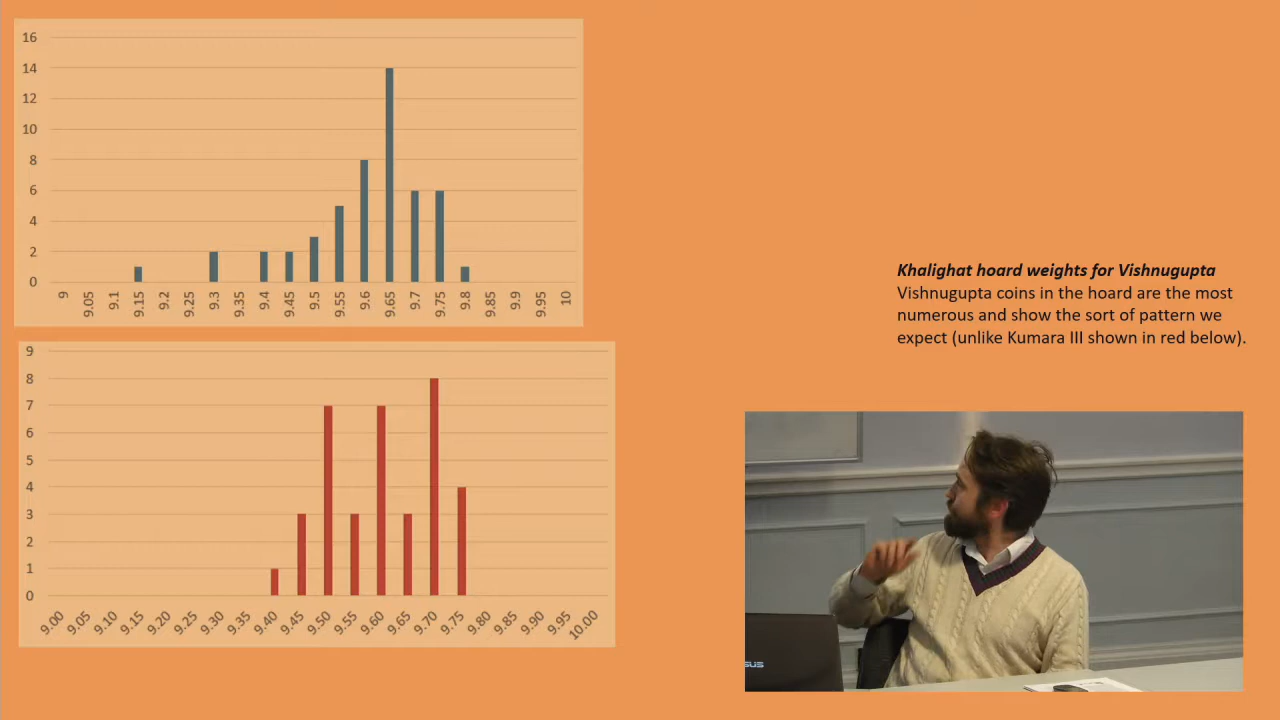 16
14
12
10
8
6
4
2
0
9 9.05 9.1 9.15 9.2 9.25 9.3 9.35 9.4 9.45 9.5 9.55 9.6 9.65 9.7 9.75 9.8 9.85 9.9 9.95 10
9
8
7
6
5
4
3
2
1
0
9.00 9.05 9.10 9.15 9.20 9.25 9.30 9.35 9.40 9.45 9.50 9.55 9.60 9.65 9.70 9.75 9.80 9.85 9.90 9.95 10.00
Khalighat hoard weights for Vishnugupta
Vishnugupta coins in the hoard are the most
numerous and show the sort of pattern we
expect (unlike Kumara III shown in red below).
SUS